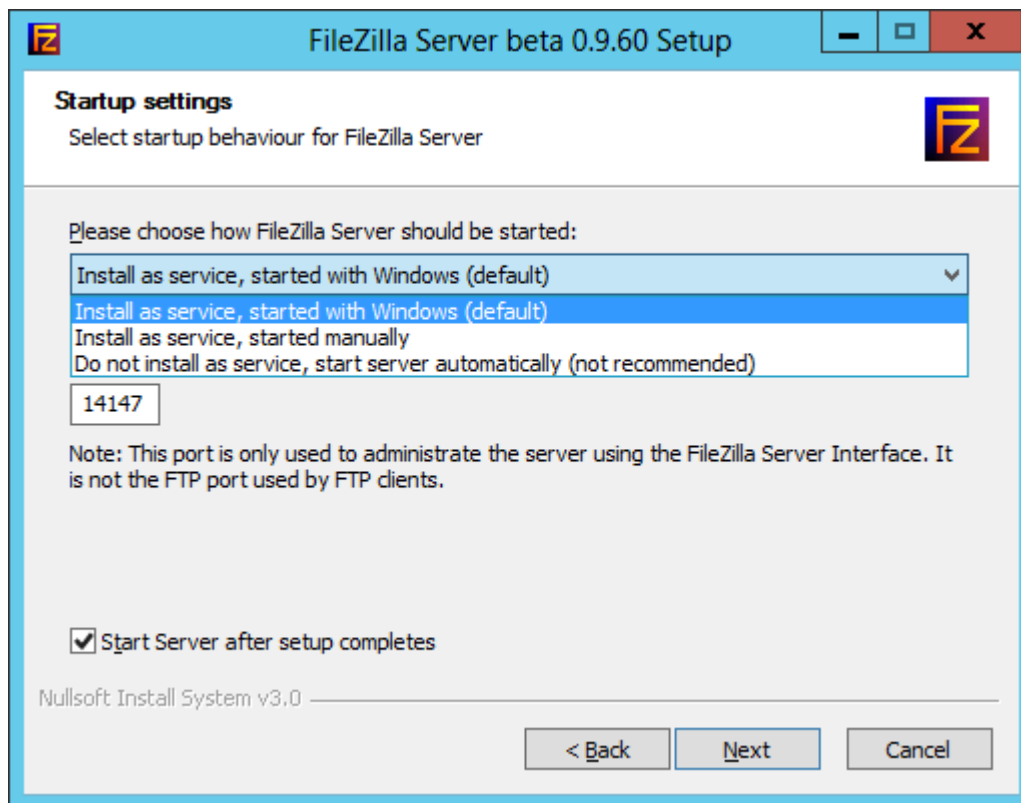 FileZilla Server beta 0.9.60 Setup
Startup settings
Select startup behaviour for FileZilla Server
Please choose how FileZilla Server should be started:
Install as service, started with Windows (default)
Install as service, started with Windows (default)
Install as service, started manually
Do not install as service, start server automatically (not recommended)
14147
Note: This port is only used to administrate the server using the FileZilla Server Interface. It
is not the FTP port used by FTP clients.
Start Server after setup completes
Nullsoft Install System v3.0
< Back
Next
Cancel